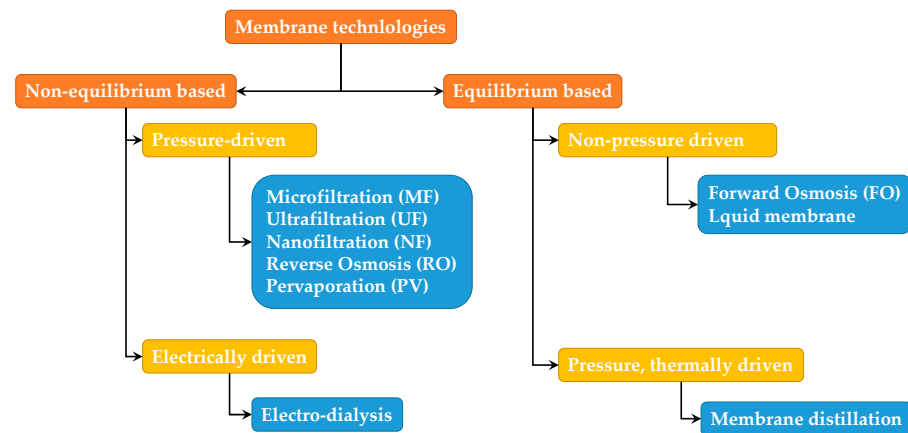 Membrane technlologies
Non-equilibrium based
Equilibrium based
Pressure-driven
Non-pressure driven
Microfiltration (MF)
Ultrafiltration (UF)
Nanofiltration (NF)
Reverse Osmosis (RO)
Pervaporation (PV)
Forward Osmosis (FO)
Lquid membrane
Electrically driven
Pressure, thermally driven
Electro-dialysis
Membrane distillation